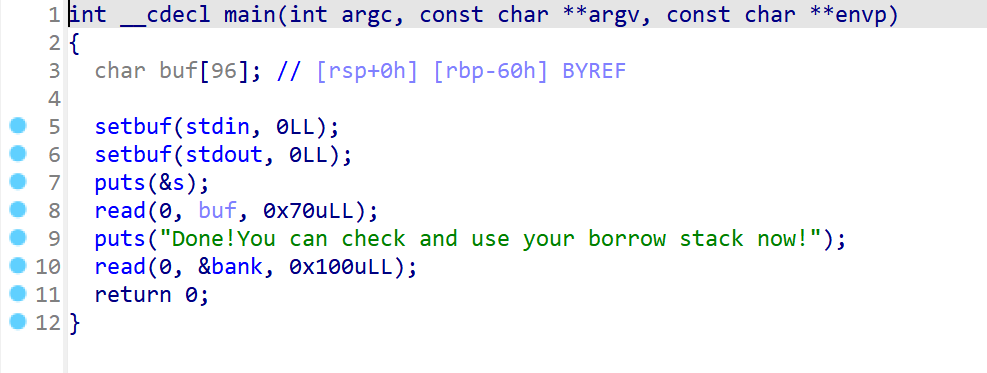 1 int __cdecl main(int argc, const char **argv, const char **envp)
2 {
3   char buf[96]; // [rsp+0h] [rbp-60h] BYREF
4
5   setbuf(stdin, 0LL);
6   setbuf(stdout, 0LL);
7   puts(&s);
8   read(0, buf, 0x70uLL);
9   puts("Done!You can check and use your borrow stack now!");
10   read(0, &bank, 0x100uLL);
11   return 0;
12 }